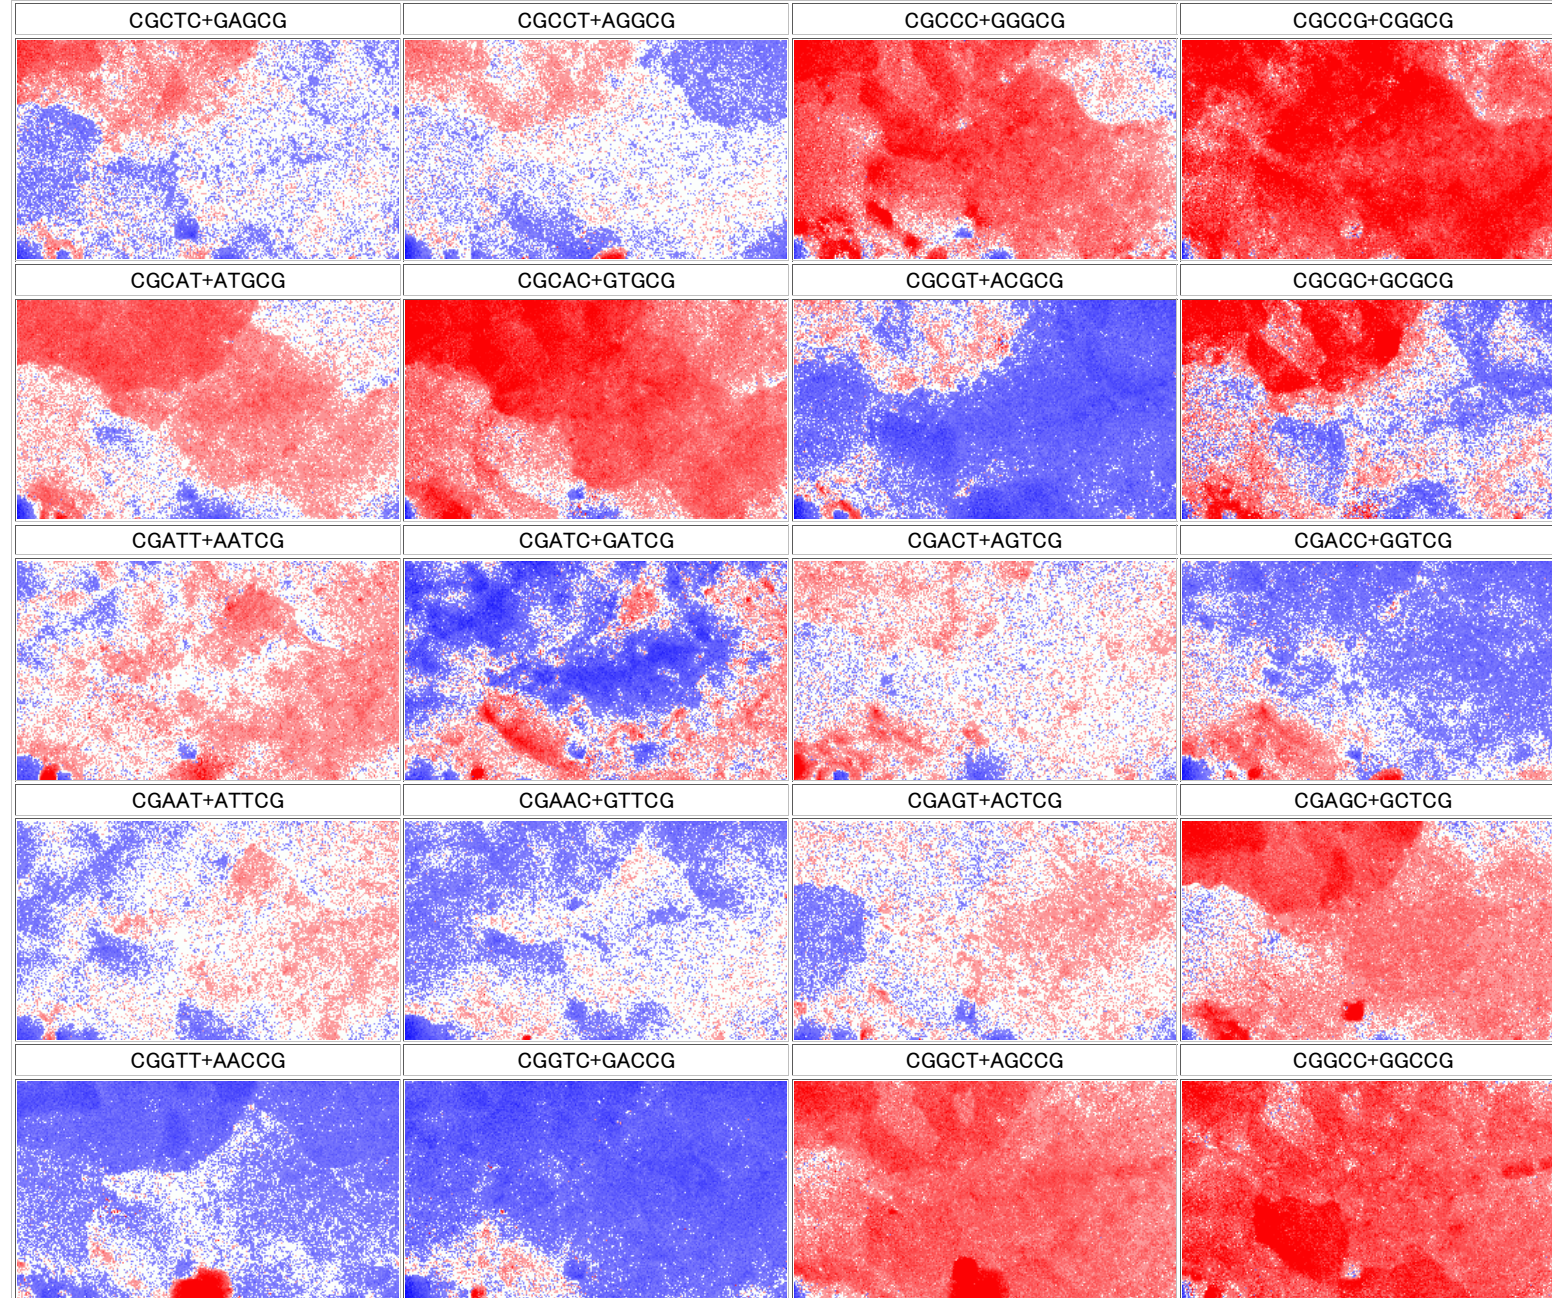 CGCTC+GAGCG CGCCT+AGGCG CGCCC+GGGCG CGCCG+CGGCG
CGCAT+ATGCG CGCAC+GTGCG CGCGT+ACGCG CGCGC+GCGCG
CGATT+AATCG CGATC+GATCG CGACT+AGTCG CGACC+GGTCG
CGAAT+ATTCG CGAAC+GTTCG CGAGT+ACTCG CGAGC+GCTCG
CGGTT+AACCG CGGTC+GACCG CGGCT+AGCCG CGGCC+GGCCG